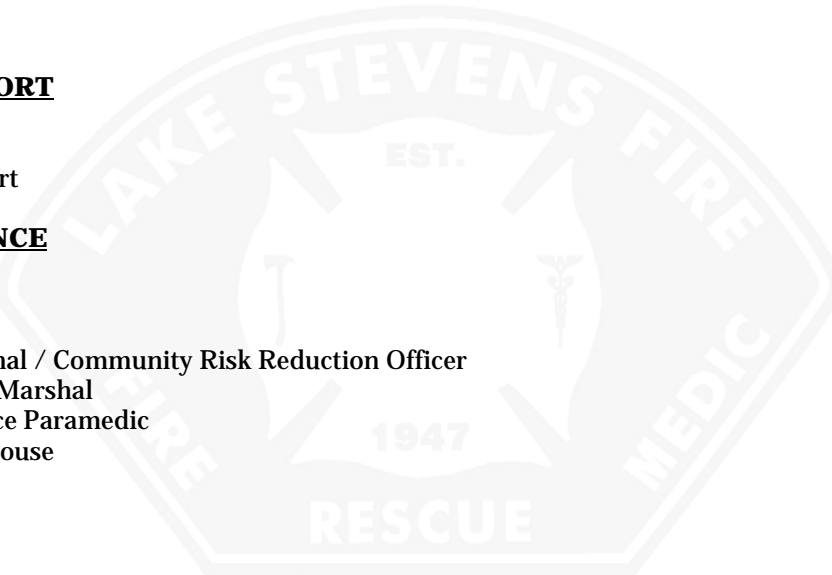 ORT
rt
NCE
nal / Community Risk Reduction Officer
Marshal
ce Paramedic
ouse
LAKE STEVENS FIRE
EST.
1947
FIRE
RESCUE
MEDIC